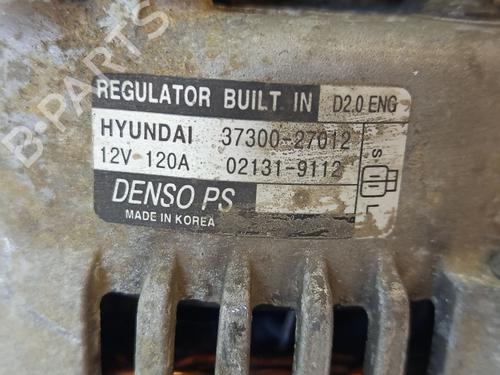 REGULATOR BUILT IN D2.0 ENG
HYUNDAI 37300-27012
12V 120A 02131-9112
S
L
DENSO PS
MADE IN KOREA
B-PARTS